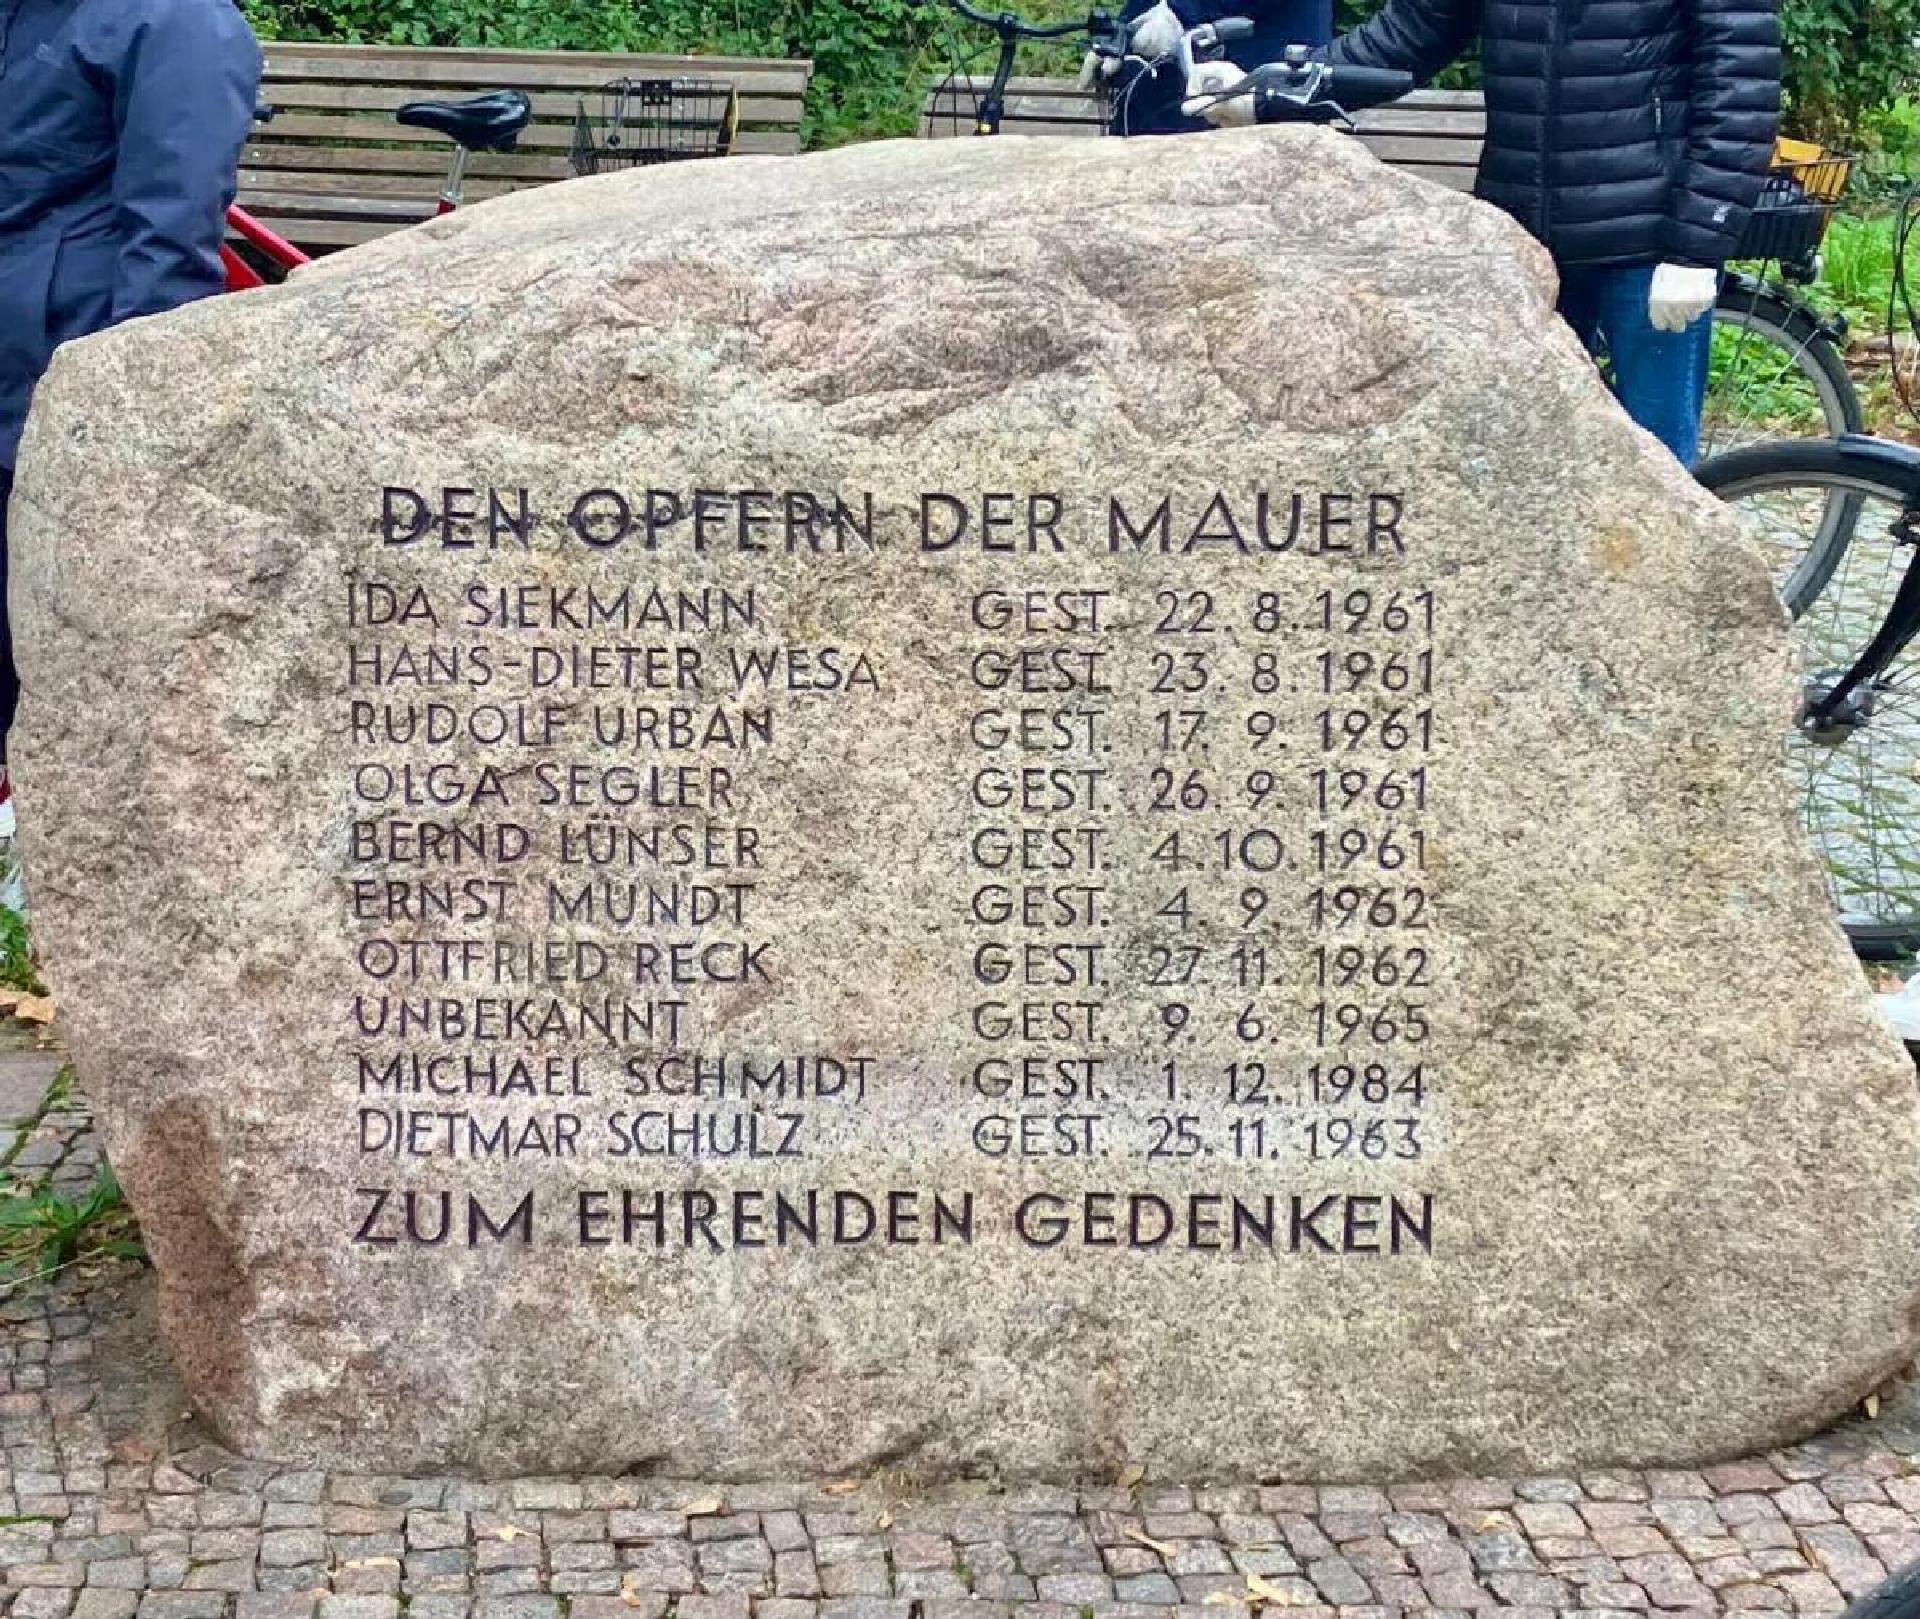 DEN OPFERN DER MAUER
IDA SIEKMANN GEST. 22. 8. 1961
HANS-DIETER WESA GEST. 23. 8. 1961
RUDOLF URBAN GEST. 17. 9. 1961
OLGA SEGLER GEST. 26. 9. 1961
BERND LÜNSER GEST. 4. 10. 1961
ERNST MUNDT GEST. 4. 9. 1962
OTTFRIED RECK GEST. 27. 11. 1962
UNBEKANNT GEST. 9. 6. 1965
MICHAEL SCHMIDT GEST. 1. 12. 1984
DIETMAR SCHULZ GEST. 25. 11. 1963
ZUM EHRENDEN GEDENKEN